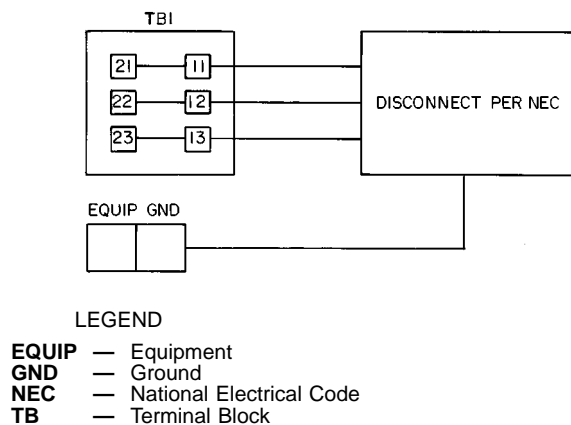 TB1
21 11
22 12
23 13
DISCONNECT PER NEC
EQUIP GND
LEGEND
EQUIP — Equipment
GND — Ground
NEC — National Electrical Code
TB — Terminal Block